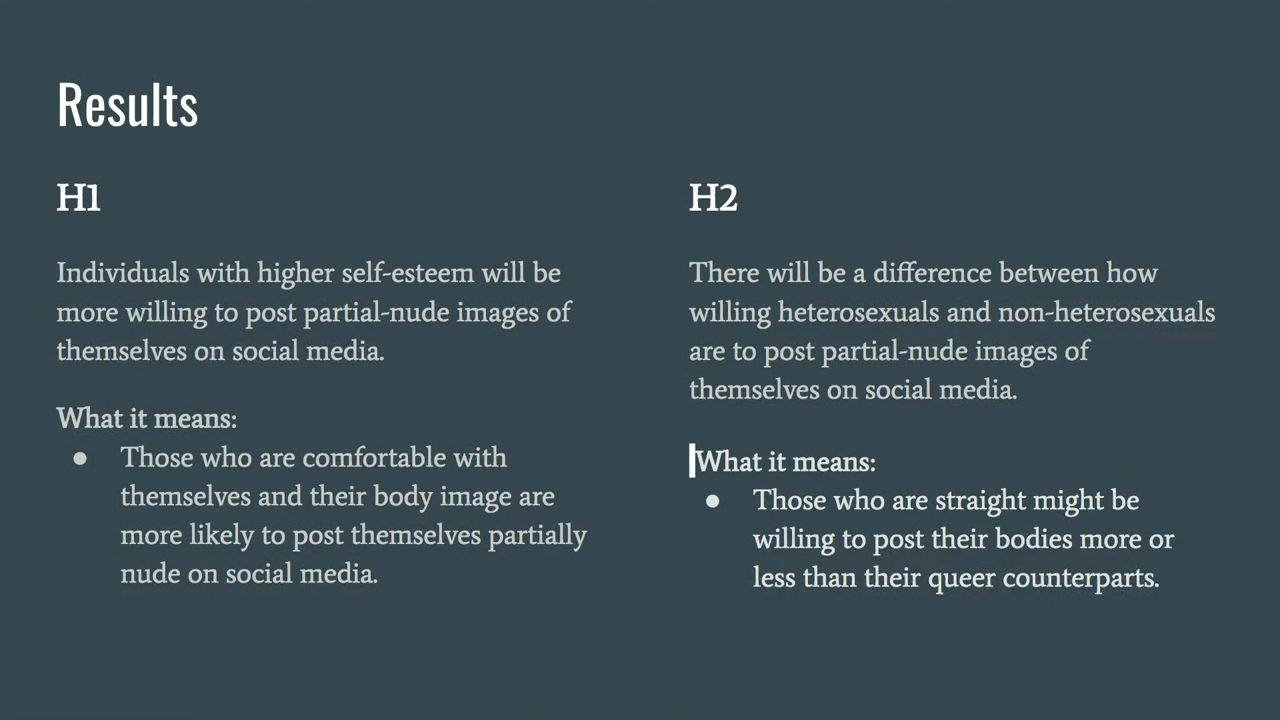 Results
H1
Individuals with higher self-esteem will be
more willing to post partial-nude images of
themselves on social media.
What it means:
● Those who are comfortable with
themselves and their body image are
more likely to post themselves partially
nude on social media.
H2
There will be a difference between how
willing heterosexuals and non-heterosexuals
are to post partial-nude images of
themselves on social media.
What it means:
● Those who are straight might be
willing to post their bodies more or
less than their queer counterparts.